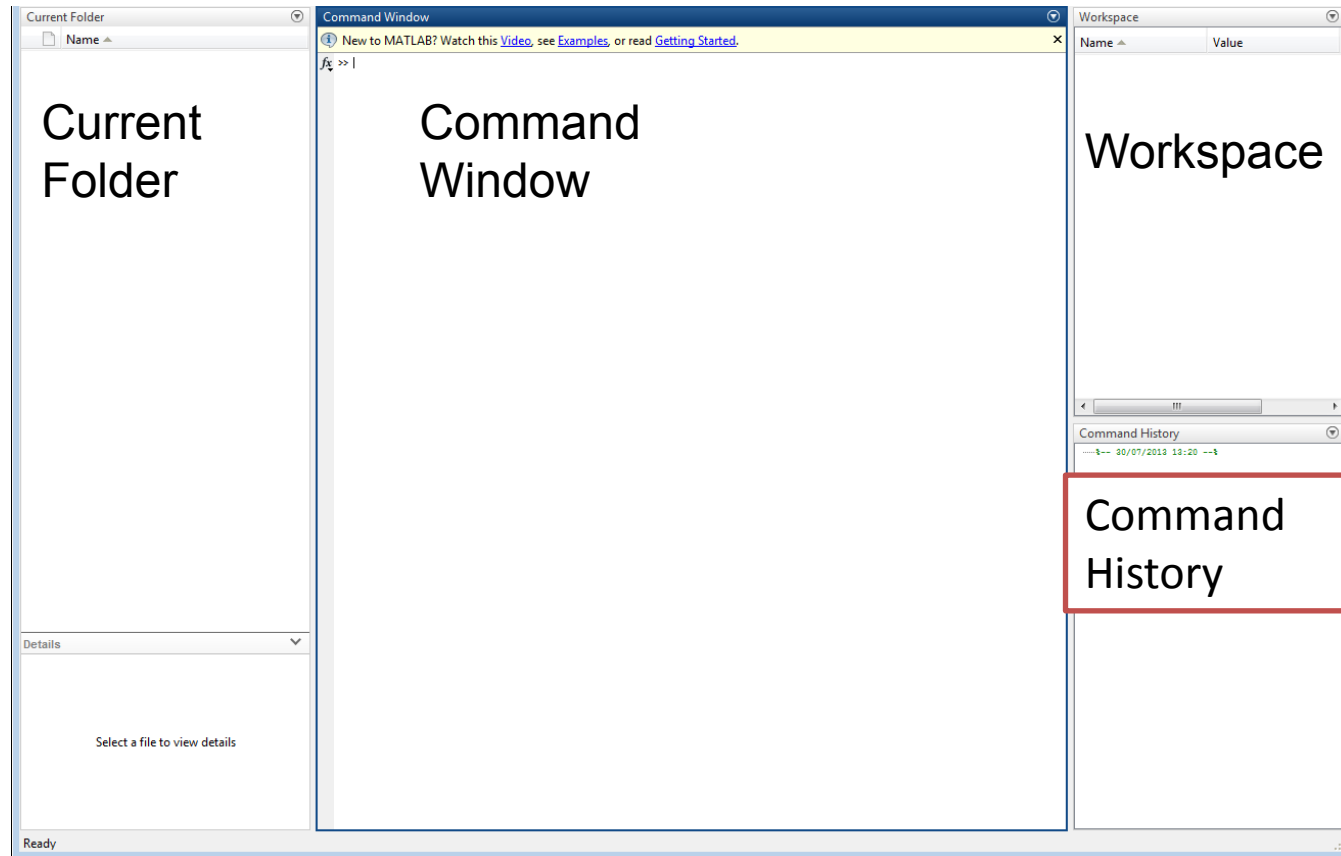 Current Folder
Name
Current
Folder
Details
Select a file to view details
Ready
Command Window
New to MATLAB? Watch this Video, see Examples, or read Getting Started.
fx >>
Command
Window
Workspace
Name Value
Workspace
Command History
%-- 30/07/2013 13:20 --%
Command
History